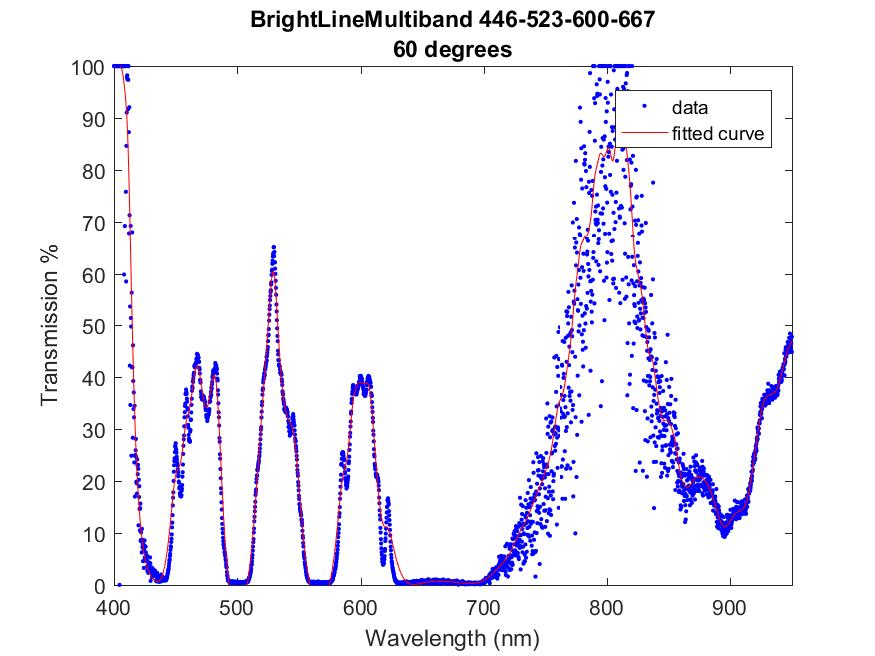 BrightLineMultiband 446-523-600-667
60 degrees
100
90
80
70
60
50
40
30
20
10
0
Transmission %
data
fitted curve
400
500
600
700
800
900
Wavelength (nm)